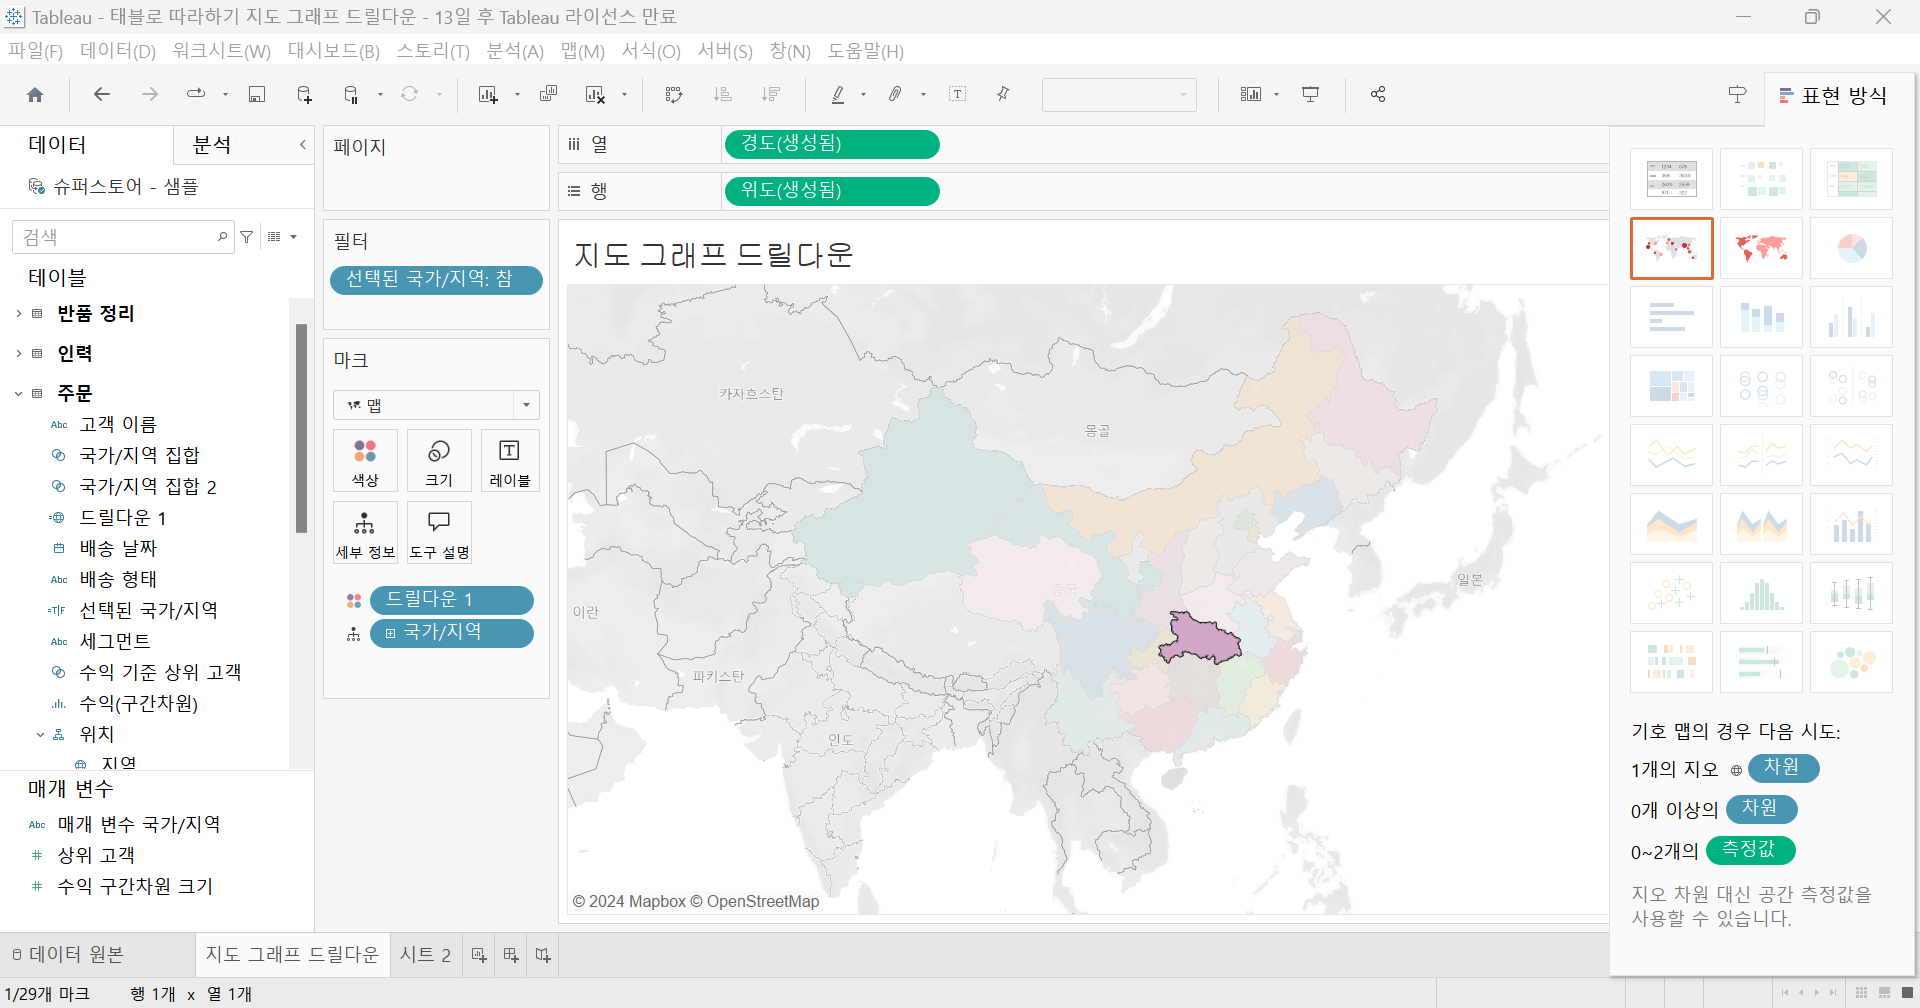 Tableau - 태블로 따라하기 지도 그래프 드릴다운 - 13일 후 Tableau 라이선스 만료
파일(F) 데이터(D) 워크시트(W) 대시보드(B) 스토리(T) 분석(A) 맵(M) 서식(O) 서버(S) 창(N) 도움말(H)
표현 방식
데이터 분석
슈퍼스토어 - 샘플
검색
테이블
반품 정리
인력
주문
Abc 고객 이름
국가/지역 집합
국가/지역 집합 2
드릴다운 1
배송 날짜
Abc 배송 형태
=T|F 선택된 국가/지역
Abc 세그먼트
수익 기준 상위 고객
수익(구간차원)
위치
지역
매개 변수
Abc 매개 변수 국가/지역
# 상위 고객
# 수익 구간차원 크기
페이지
필터
선택된 국가/지역: 참
마크
맵
색상 크기 레이블
세부 정보 도구 설명
드릴다운 1
국가/지역
열 경도(생성됨)
행 위도(생성됨)
지도 그래프 드릴다운
카자흐스탄
몽골
중국
일본
이란
파키스탄
인도
© 2024 Mapbox © OpenStreetMap
기호 맵의 경우 다음 시도:
1개의 지오 차원
0개 이상의 차원
0~2개의 측정값
지오 차원 대신 공간 측정값을
사용할 수 있습니다.
데이터 원본 지도 그래프 드릴다운 시트 2
1/29개 마크 행 1개 x 열 1개